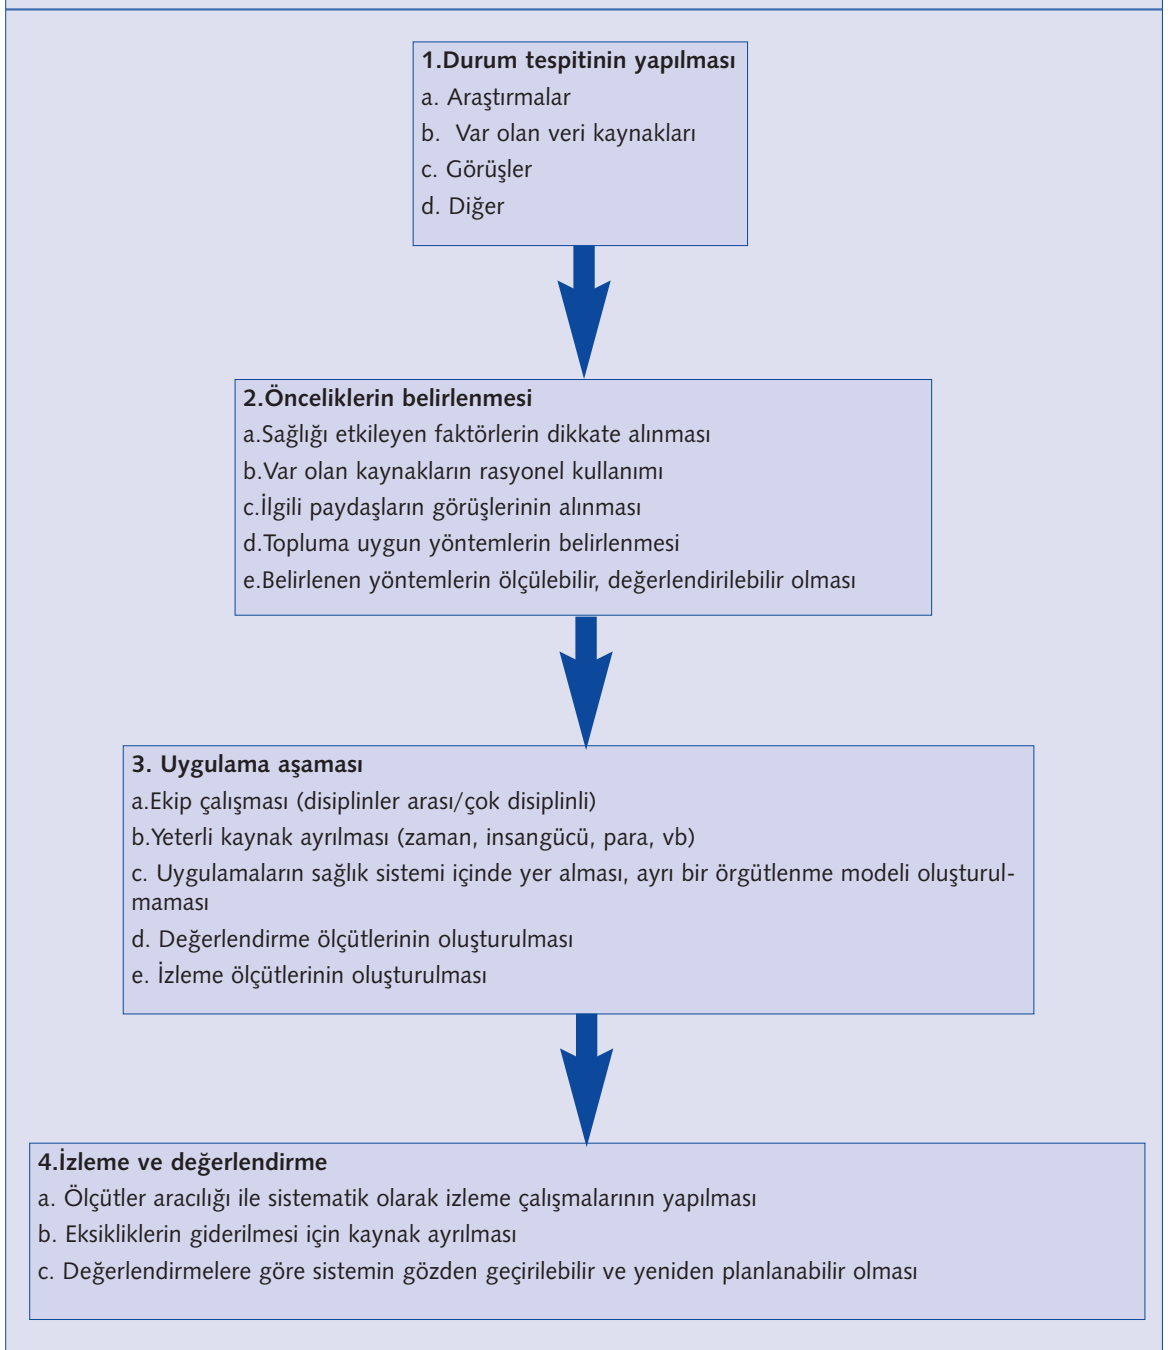 1.Durum tespitinin yapılması
a. Araştırmalar
b.  Var olan veri kaynakları
c. Görüşler
d. Diğer
2.Önceliklerin belirlenmesi
a.Sağlığı etkileyen faktörlerin dikkate alınması
b.Var olan kaynakların rasyonel kullanımı
c.İlgili paydaşların görüşlerinin alınması
d.Topluma uygun yöntemlerin belirlenmesi
e.Belirlenen yöntemlerin ölçülebilir, değerlendirilebilir olması
3. Uygulama aşaması
a.Ekip çalışması (disiplinler arası/çok disiplinli)
b.Yeterli kaynak ayrılması (zaman, insangücü, para, vb)
c. Uygulamaların sağlık sistemi içinde yer alması, ayrı bir örgütlenme modeli oluşturul-
maması
d. Değerlendirme ölçütlerinin oluşturulması
e. İzleme ölçütlerinin oluşturulması
4.İzleme ve değerlendirme
a. Ölçütler aracılığı ile sistematik olarak izleme çalışmalarının yapılması
b. Eksikliklerin giderilmesi için kaynak ayrılması
c. Değerlendirmelere göre sistemin gözden geçirilebilir ve yeniden planlanabilir olması